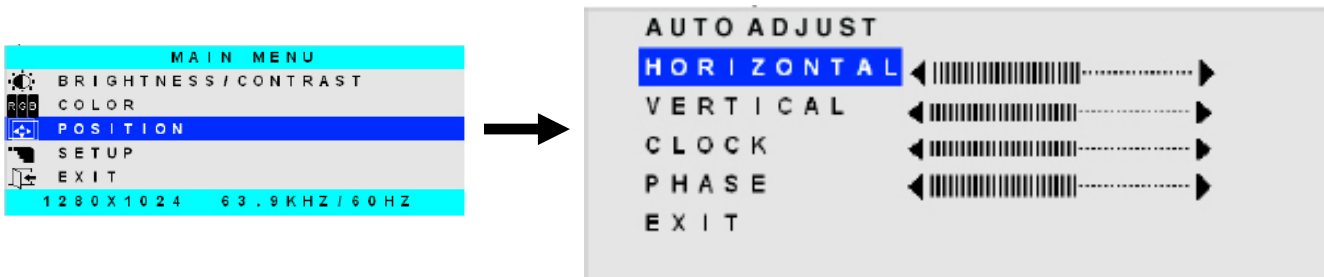 MAIN MENU
BRIGHTNESS/CONTRAST
RGB COLOR
POSITION
SETUP
EXIT
1280X1024 63.9KHZ/60HZ
AUTO ADJUST
HORIZONTAL
VERTICAL
CLOCK
PHASE
EXIT